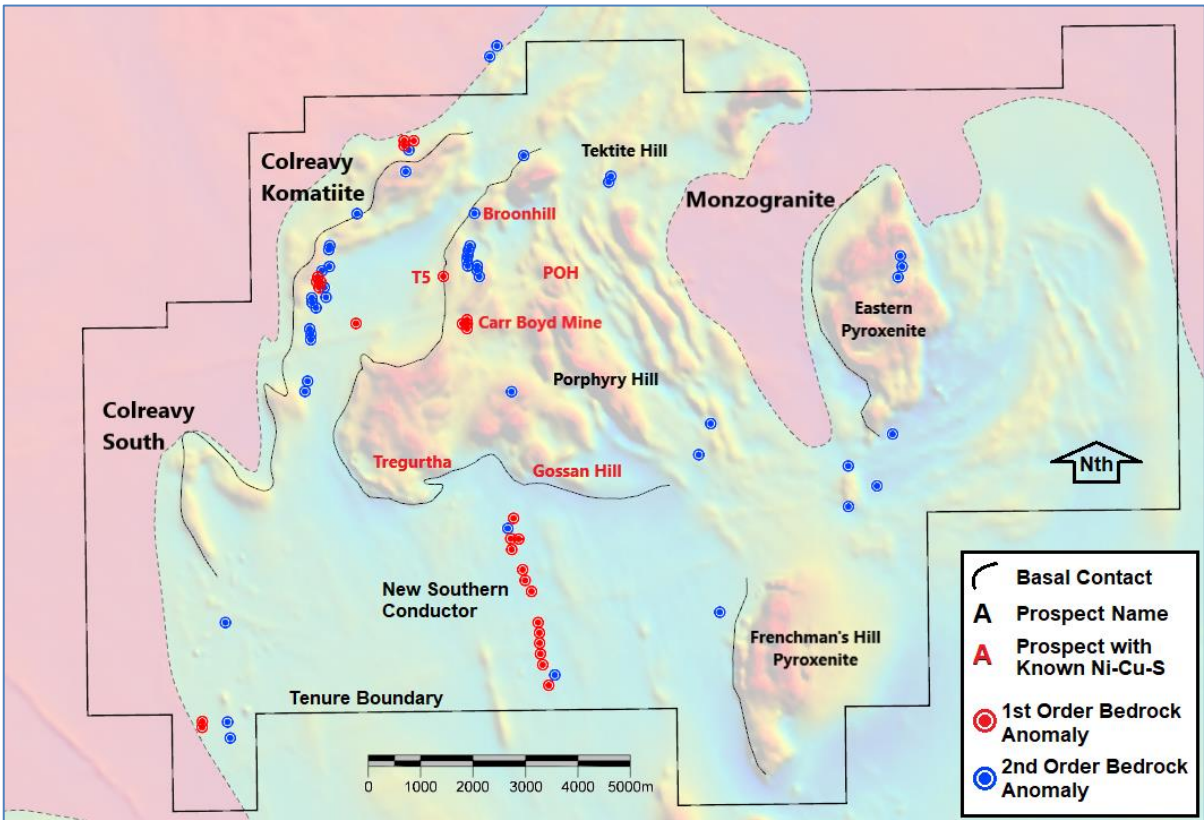 Colreavy
Komatiite
Tektite Hill
Monzogranite
Broonhill
T5
POH
Carr Boyd Mine
Eastern
Pyroxenite
Porphyry Hill
Colreavy
South
Tregurtha
Gossan Hill
Nth
New Southern
Conductor
Frenchman's Hill
Pyroxenite
Tenure Boundary
0 1000 2000 3000 4000 5000m
Basal Contact
A Prospect Name
A Prospect with
Known Ni-Cu-S
1st Order Bedrock
Anomaly
2nd Order Bedrock
Anomaly